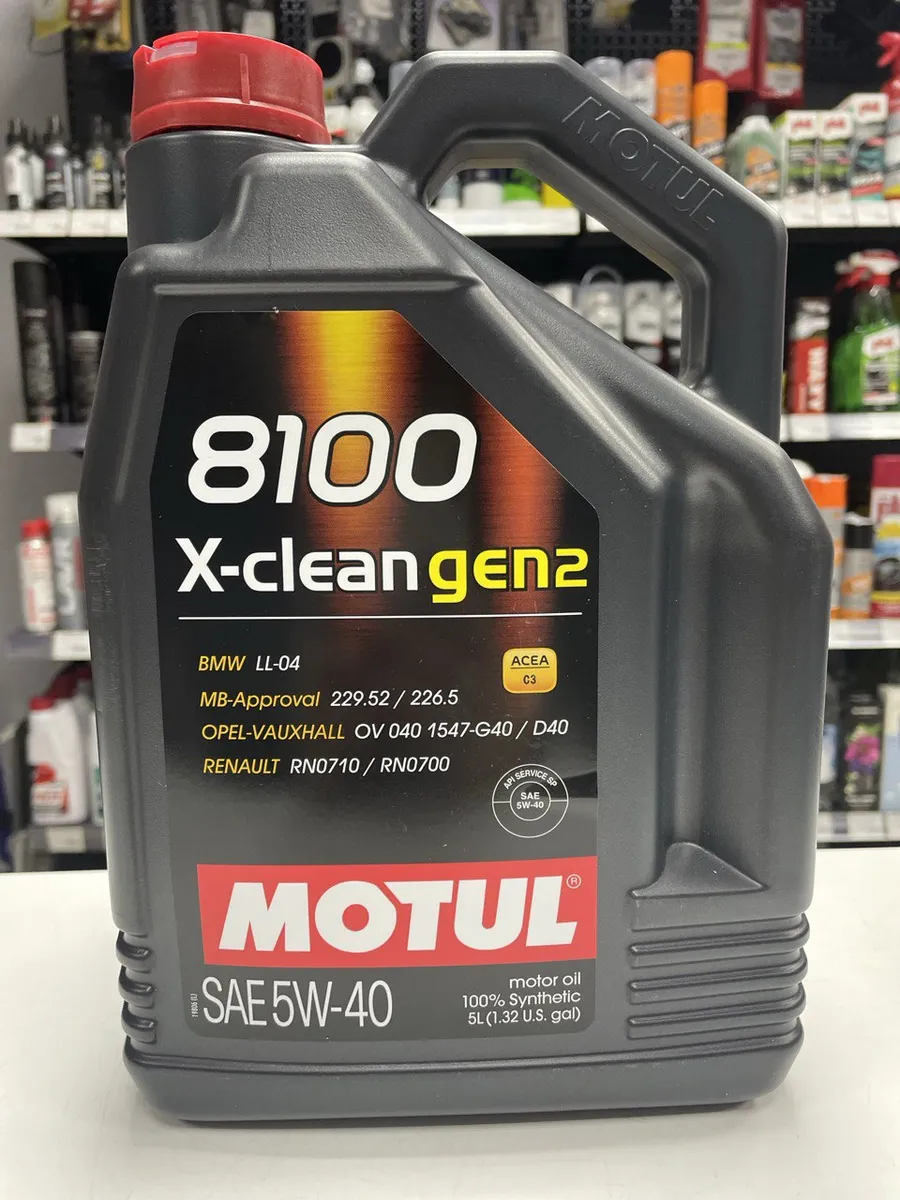 MOTUL
8100
X-clean gen2
BMW LL-04
ACEA
C3
MB-Approval 229.52 / 226.5
OPEL-VAUXHALL OV 040 1547-G40 / D40
RENAULT RN0710 / RN0700
API SERVICE SP
SAE
5W-40
MOTUL®
SAE 5W-40
motor oil
100% Synthetic
5L (1.32 U.S. gal)